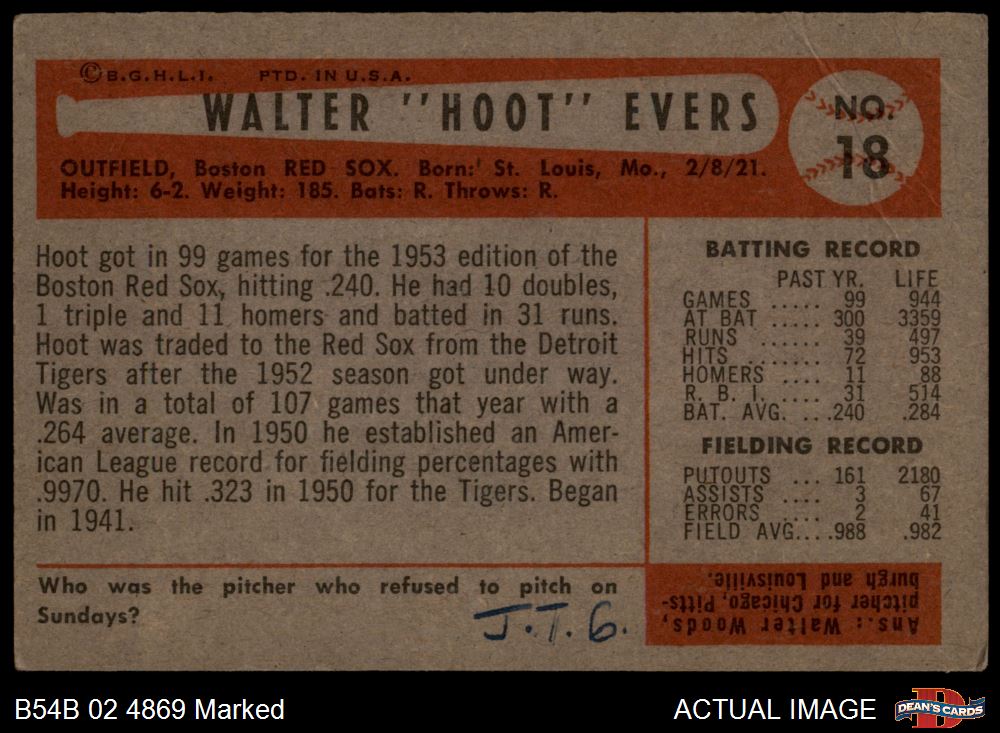 ©B.G.H.L.I. PTD. IN U.S.A.
WALTER "HOOT" EVERS
NO.
18
OUTFIELD, Boston RED SOX. Born:' St. Louis, Mo., 2/8/21.
Height: 6-2. Weight: 185. Bats: R. Throws: R.
Hoot got in 99 games for the 1953 edition of the
Boston Red Sox, hitting .240. He had 10 doubles,
1 triple and 11 homers and batted in 31 runs.
Hoot was traded to the Red Sox from the Detroit
Tigers after the 1952 season got under way.
Was in a total of 107 games that year with a
.264 average. In 1950 he established an Amer-
ican League record for fielding percentages with
.9970. He hit .323 in 1950 for the Tigers. Began
in 1941.
BATTING RECORD
PAST YR. LIFE
GAMES ..... 99 944
AT BAT ..... 300 3359
RUNS ...... 39 497
HITS ...... 72 953
HOMERS .... 11 88
R. B. I. .... 31 514
BAT. AVG. ...240 .284
FIELDING RECORD
PUTOUTS .... 161 2180
ASSISTS .... 3 67
ERRORS .... 2 41
FIELD AVG....988 .982
Who was the pitcher who refused to pitch on
Sundays?
J.T.G.
Ans.: Walter Woods,
pitcher for Chicago, Pitts-
burgh and Louisville.
B54B 02 4869 Marked
ACTUAL IMAGE
DEAN'S CARDS